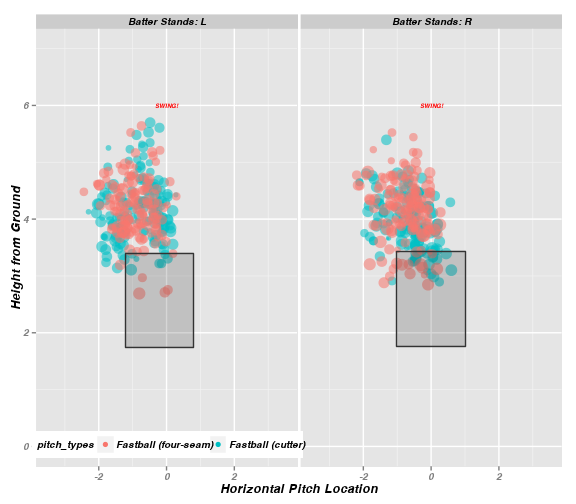 Batter Stands: L
Batter Stands: R
SWING!
SWING!
6
4
2
0
Height from Ground
pitch_types Fastball (four-seam) Fastball (cutter)
-2 0 2
-2 0 2
Horizontal Pitch Location